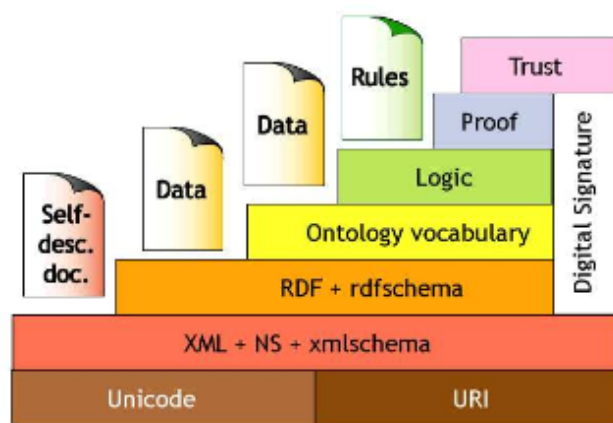 Trust
Rules
Proof
Data
Logic
Data
Self-
desc.
doc.
Ontology vocabulary
Digital Signature
RDF + rdfschema
XML + NS + xmlschema
Unicode
URI